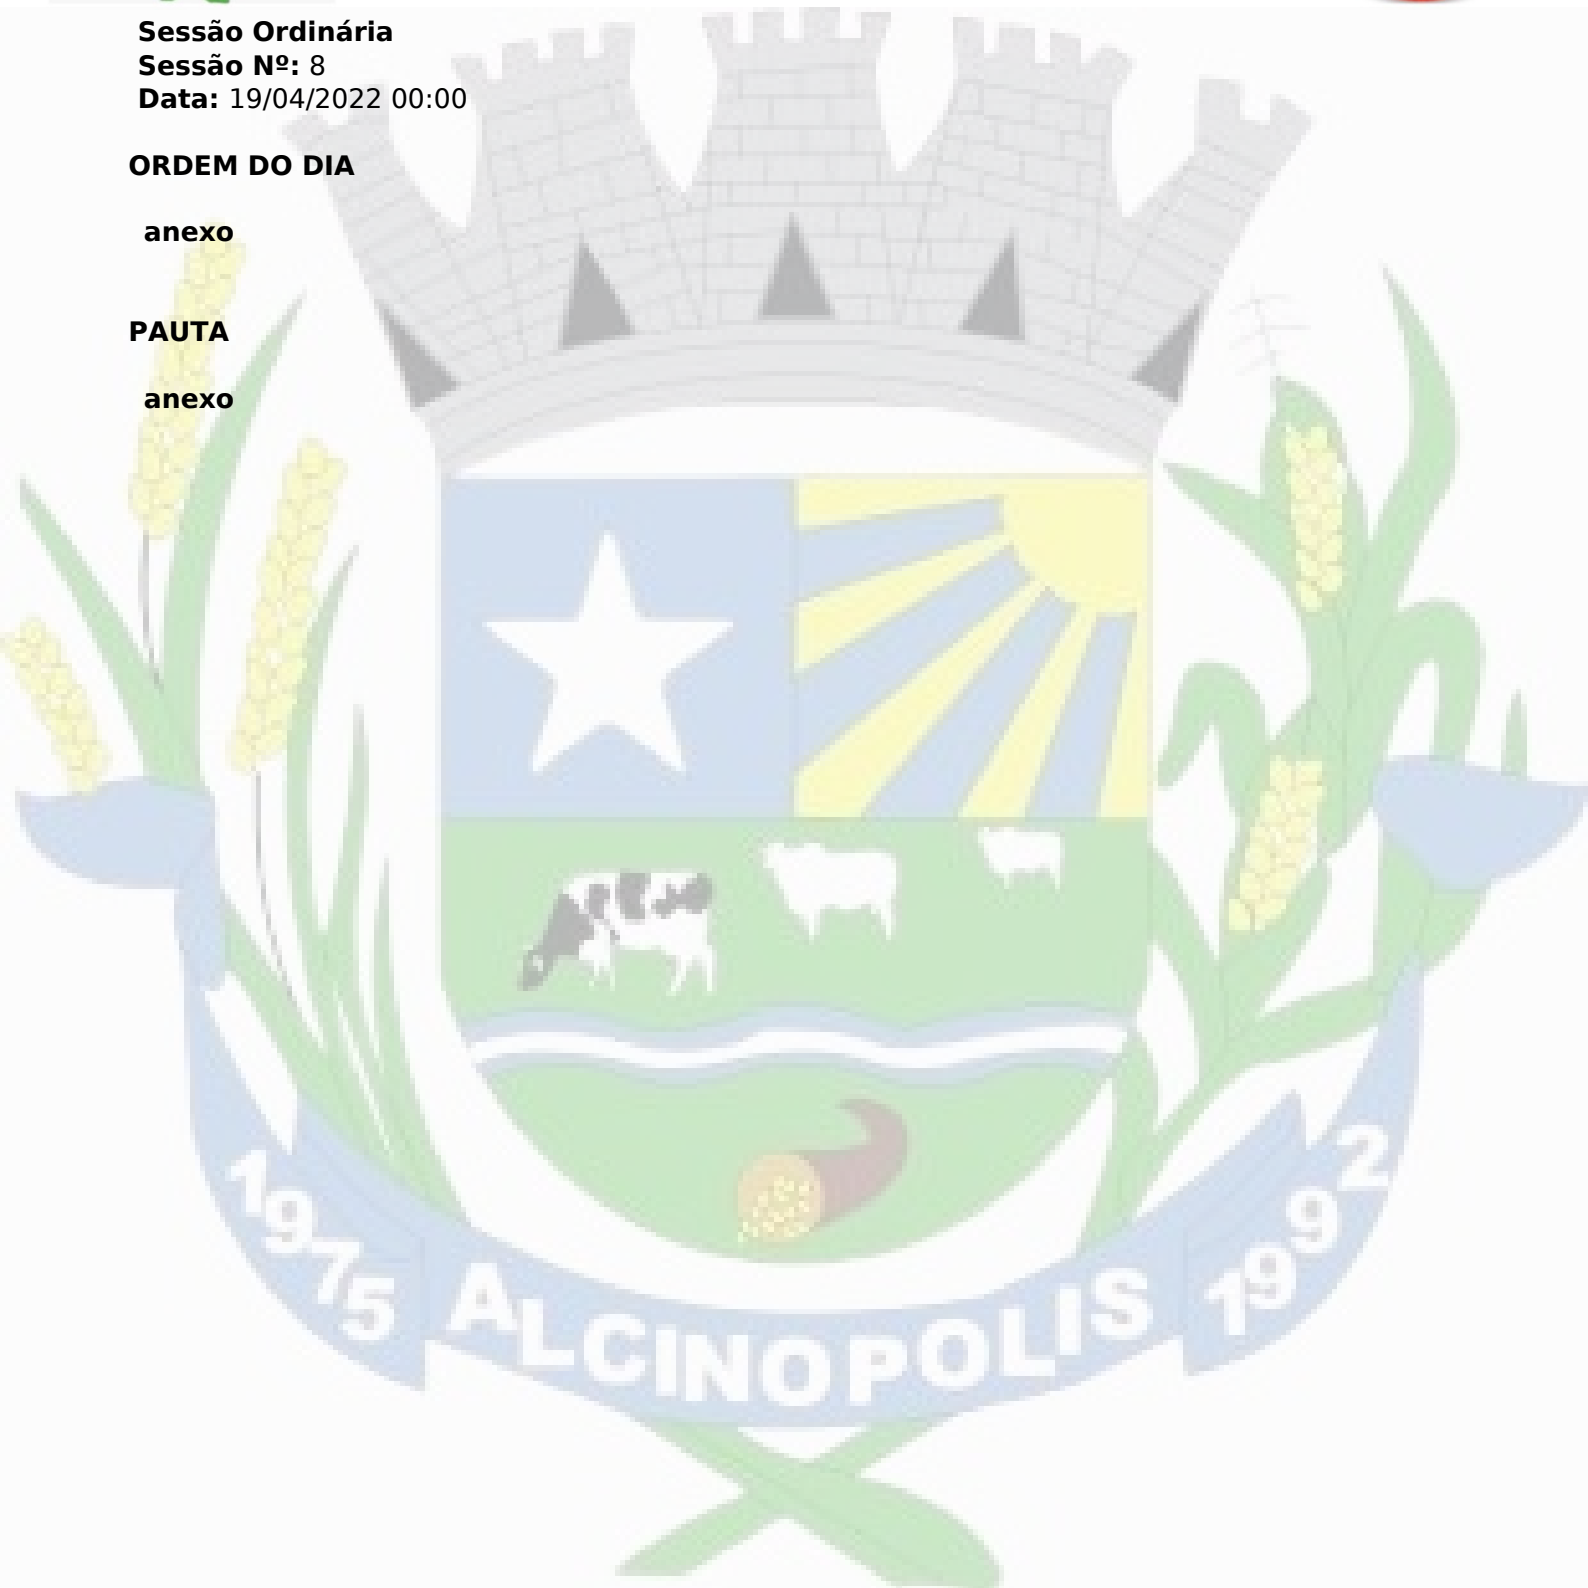 Sessão Ordinária
Sessão Nº: 8
Data: 19/04/2022 00:00
ORDEM DO DIA
anexo
PAUTA
anexo
1975 ALCINOPOLIS 1992